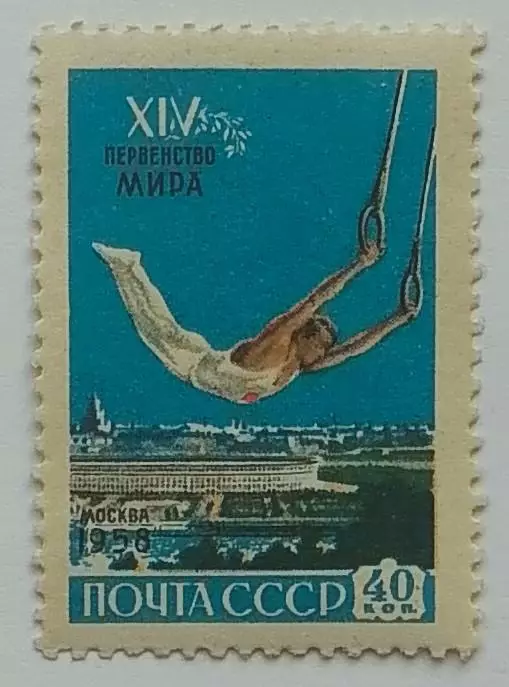 XIV
ПЕРВЕНСТВО
МИРА
МОСКВА
1958
ПОЧТА СССР 40
КОП.